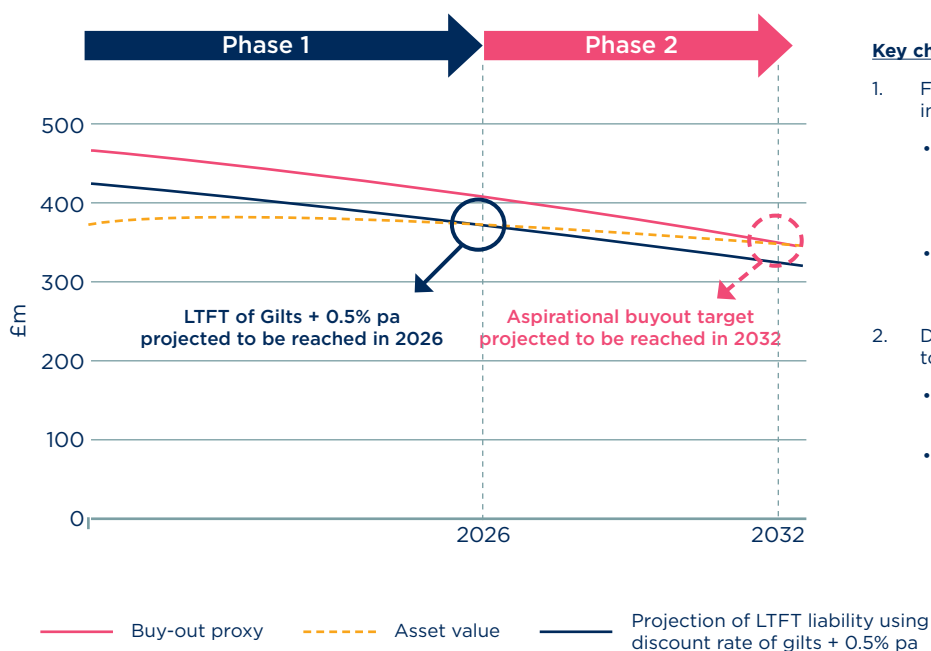 Phase 1
Phase 2
Key ch
1. F
in
•
•
2. D
to
•
•
500
400
300
200
100
0
£m
LTFT of Gilts + 0.5% pa
projected to be reached in 2026
Aspirational buyout target
projected to be reached in 2032
2026
2032
Buy-out proxy
Asset value
Projection of LTFT liability using
discount rate of gilts + 0.5% pa